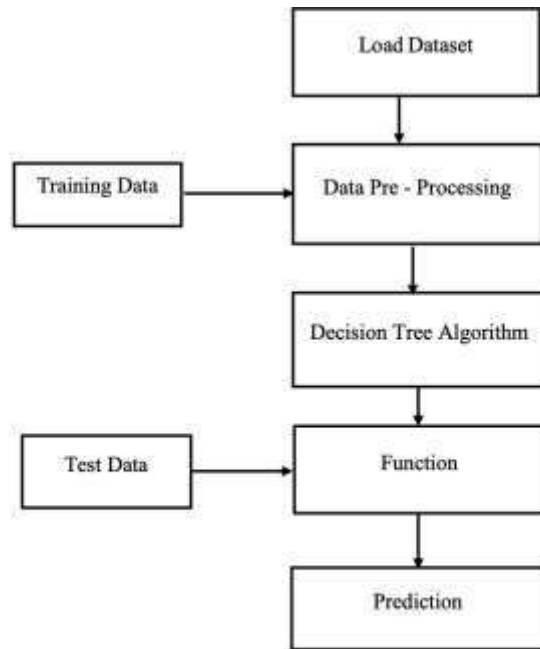 Load Dataset
Training Data
Data Pre - Processing
Decision Tree Algorithm
Test Data
Function
Prediction